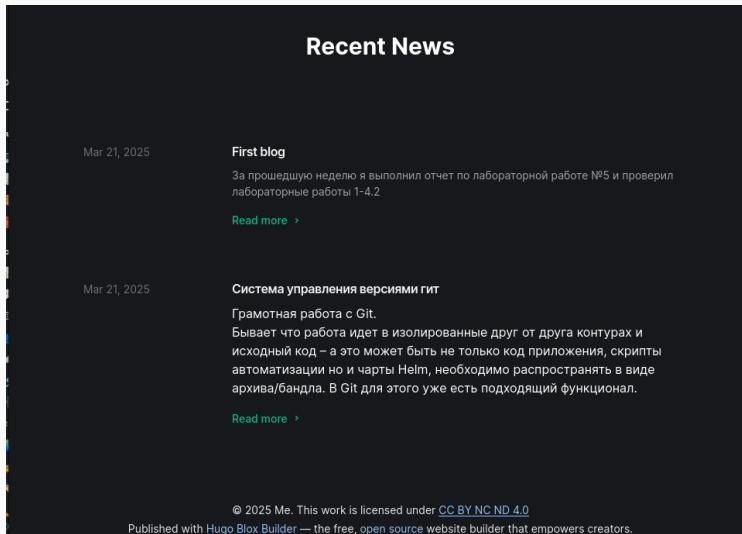 Recent News
Mar 21, 2025
First blog
За прошедшую неделю я выполнил отчет по лабораторной работе №5 и проверил
лабораторные работы 1-4.2
Read more ›
Mar 21, 2025
Система управления версиями гит
Грамотная работа с Git.
Бывает что работа идет в изолированные друг от друга контурах и
исходный код – а это может быть не только код приложения, скрипты
автоматизации но и чарты Helm, необходимо распространять в виде
архива/бандла. В Git для этого уже есть подходящий функционал.
Read more ›
© 2025 Me. This work is licensed under CC BY NC ND 4.0
Published with Hugo Blox Builder — the free, open source website builder that empowers creators.